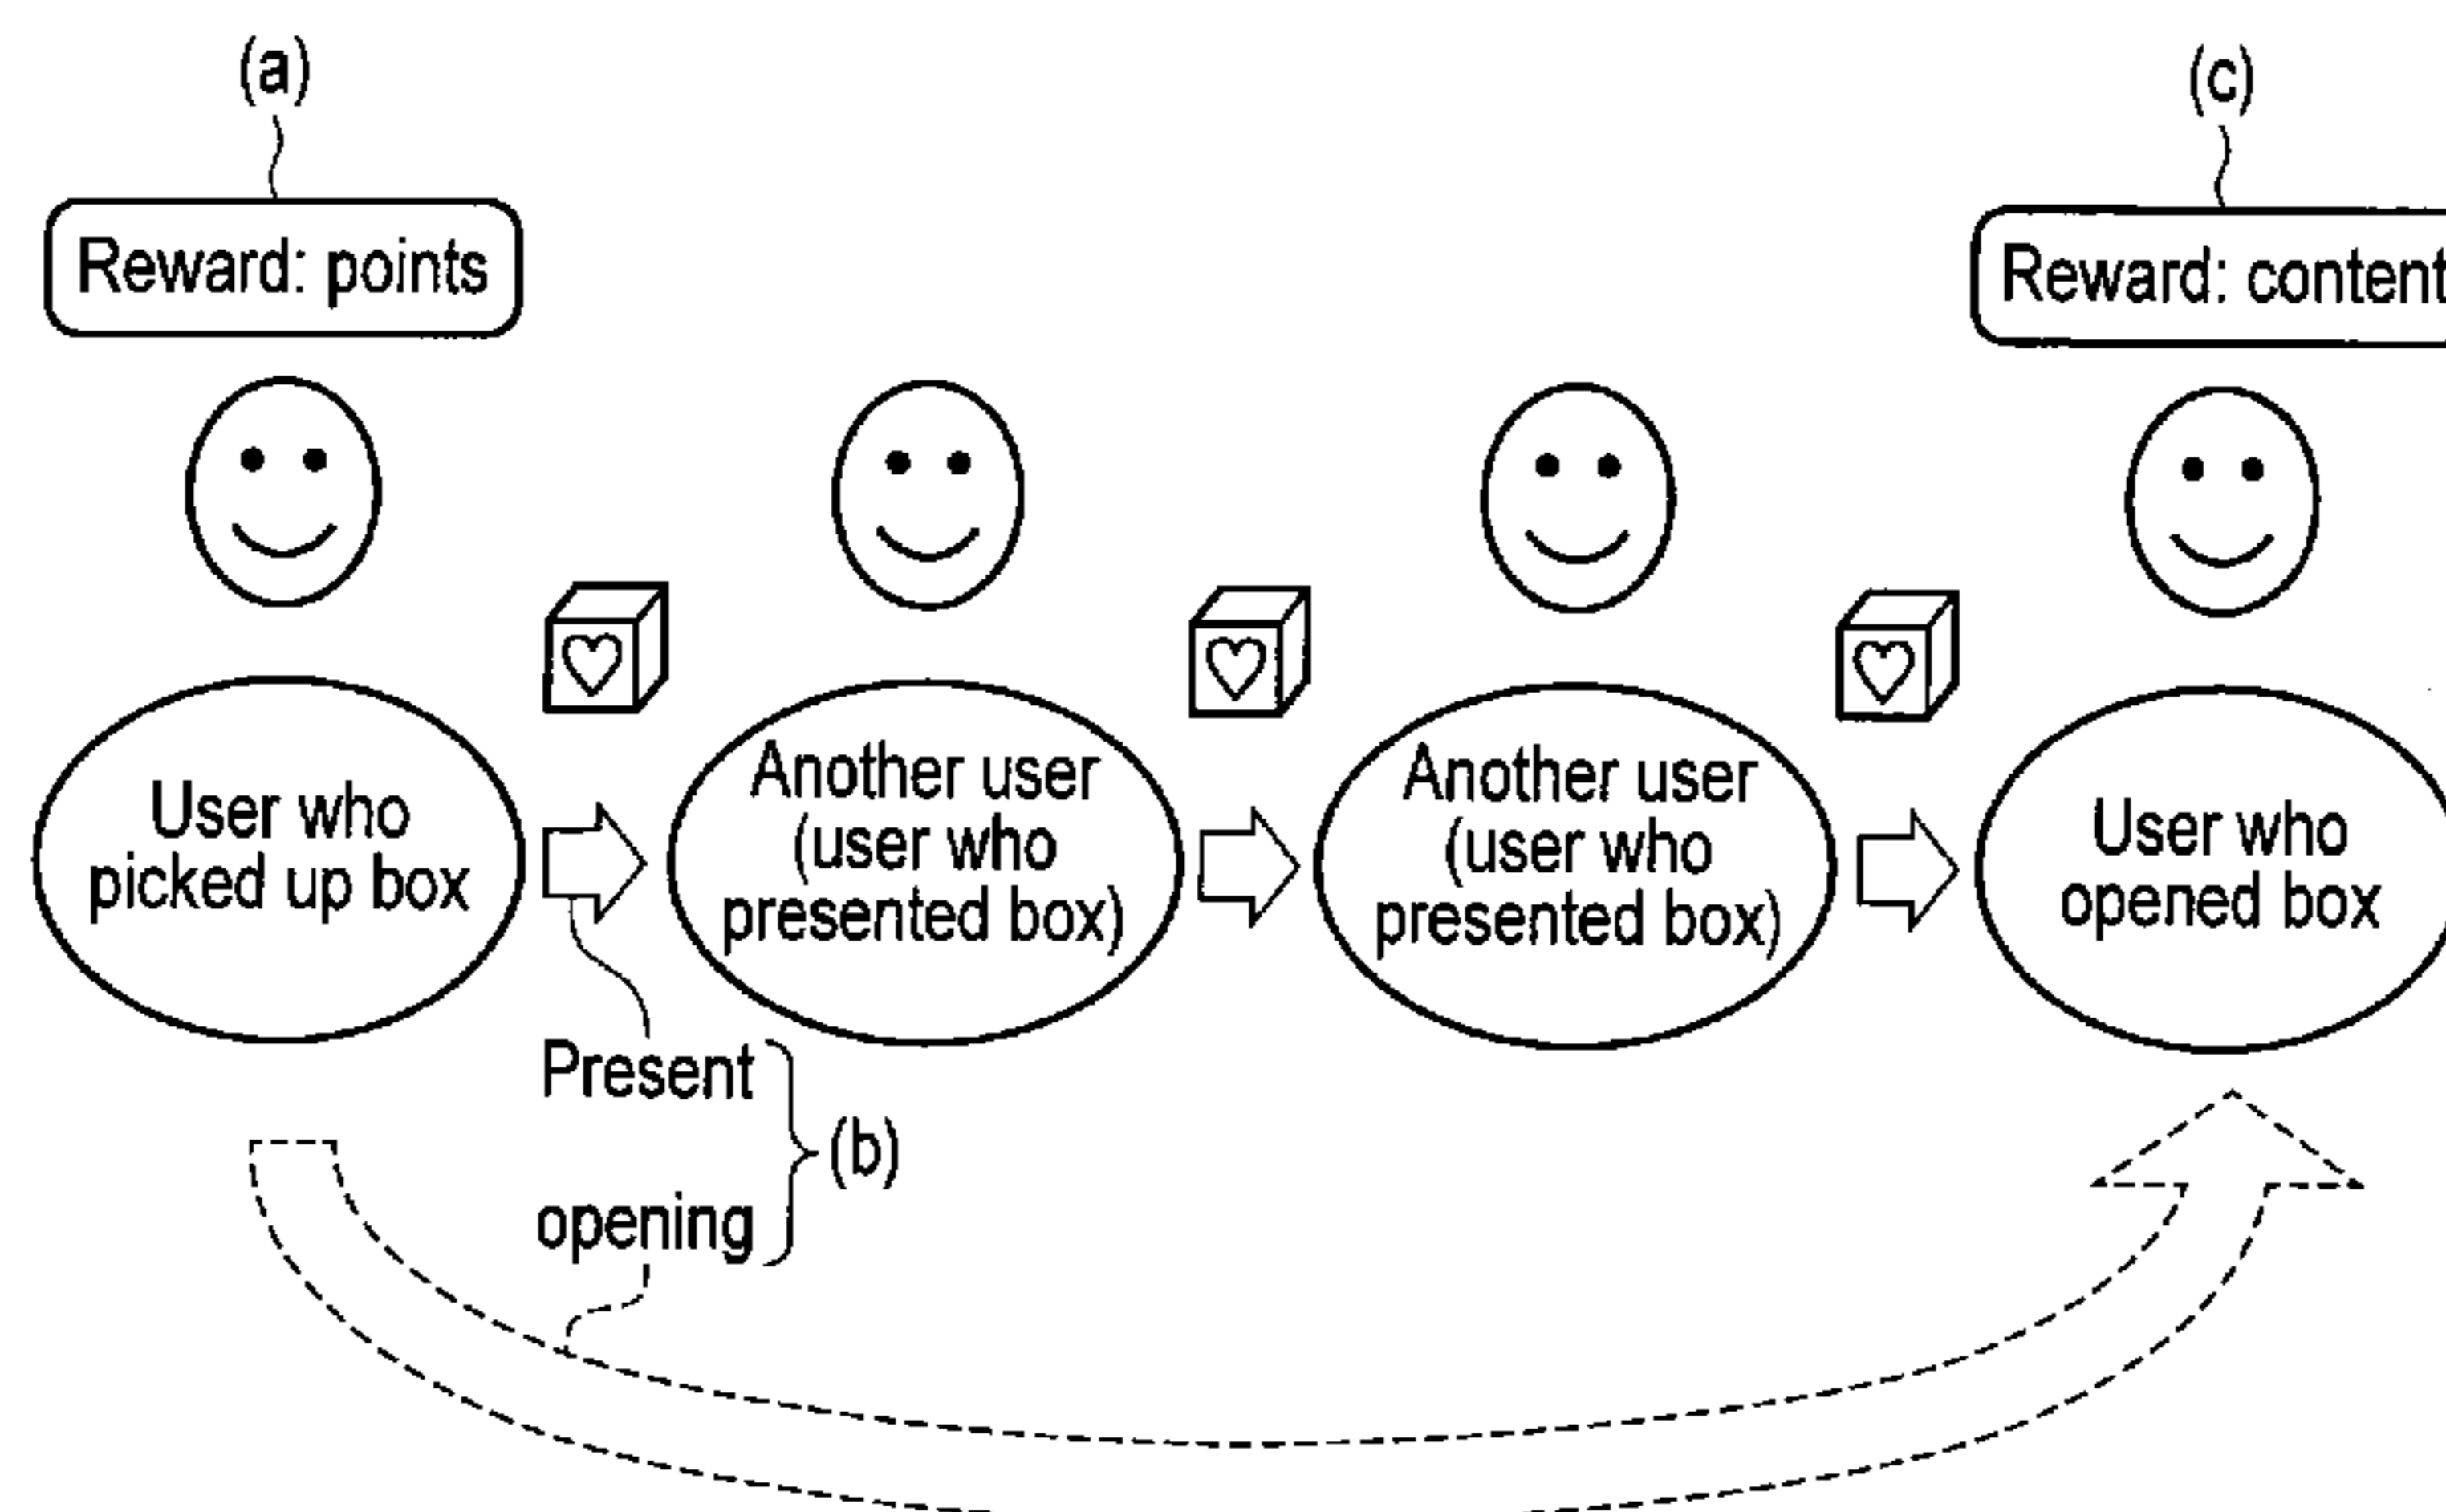 (a)
(c)
Reward: points
Reward: content
User who
picked up box
Another user
(user who
presented box)
Another user
(user who
presented box)
User who
opened box
Present
(b)
opening